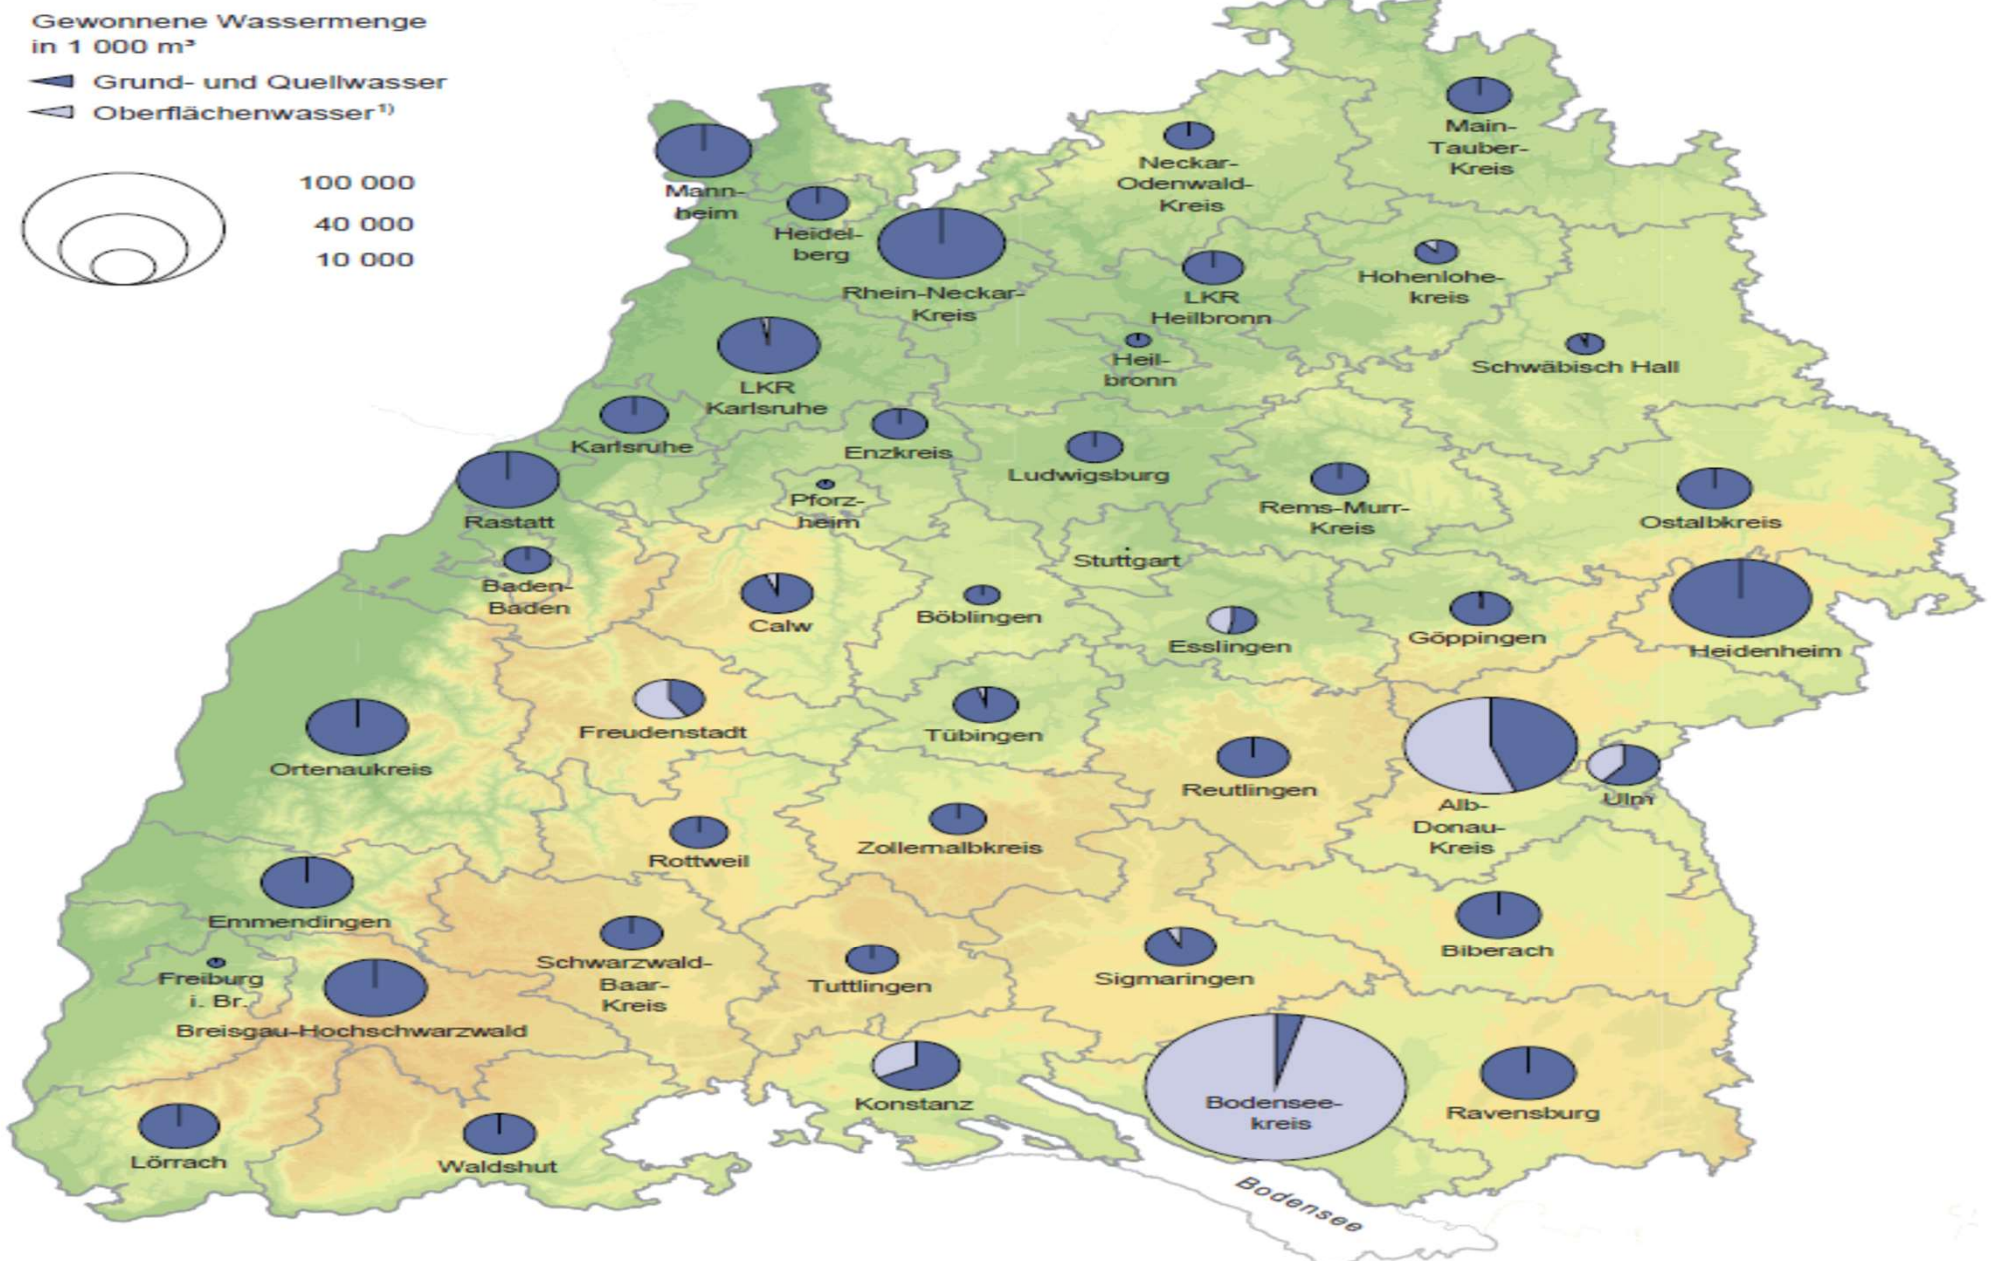 Gewonnene Wassermenge
in 1 000 m³
Grund- und Quellwasser
Oberflächenwasser¹⁾
100 000
40 000
10 000
Main-
Tauber-
Kreis
Neckar-
Odenwald-
Kreis
Mann-
heim
Heidel-
berg
Rhein-Neckar-
Kreis
LKR
Heilbronn
Hohenlohe-
kreis
Heil-
bronn
Schwäbisch Hall
LKR
Karlsruhe
Karlsruhe
Enzkreis
Ludwigsburg
Rems-Murr-
Kreis
Ostalbkreis
Rastatt
Pforz-
heim
Stuttgart
Baden-
Baden
Calw
Böblingen
Esslingen
Göppingen
Heidenheim
Freudenstadt
Tübingen
Ortenaukreis
Reutlingen
Alb-
Donau-
Kreis
Ulm
Rottweil
Zollernalbkreis
Emmendingen
Schwarzwald-
Baar-
Kreis
Tuttlingen
Sigmaringen
Biberach
Freiburg
i. Br.
Breisgau-Hochschwarzwald
Konstanz
Bodensee-
kreis
Ravensburg
Lörrach
Waldshut
Bodensee